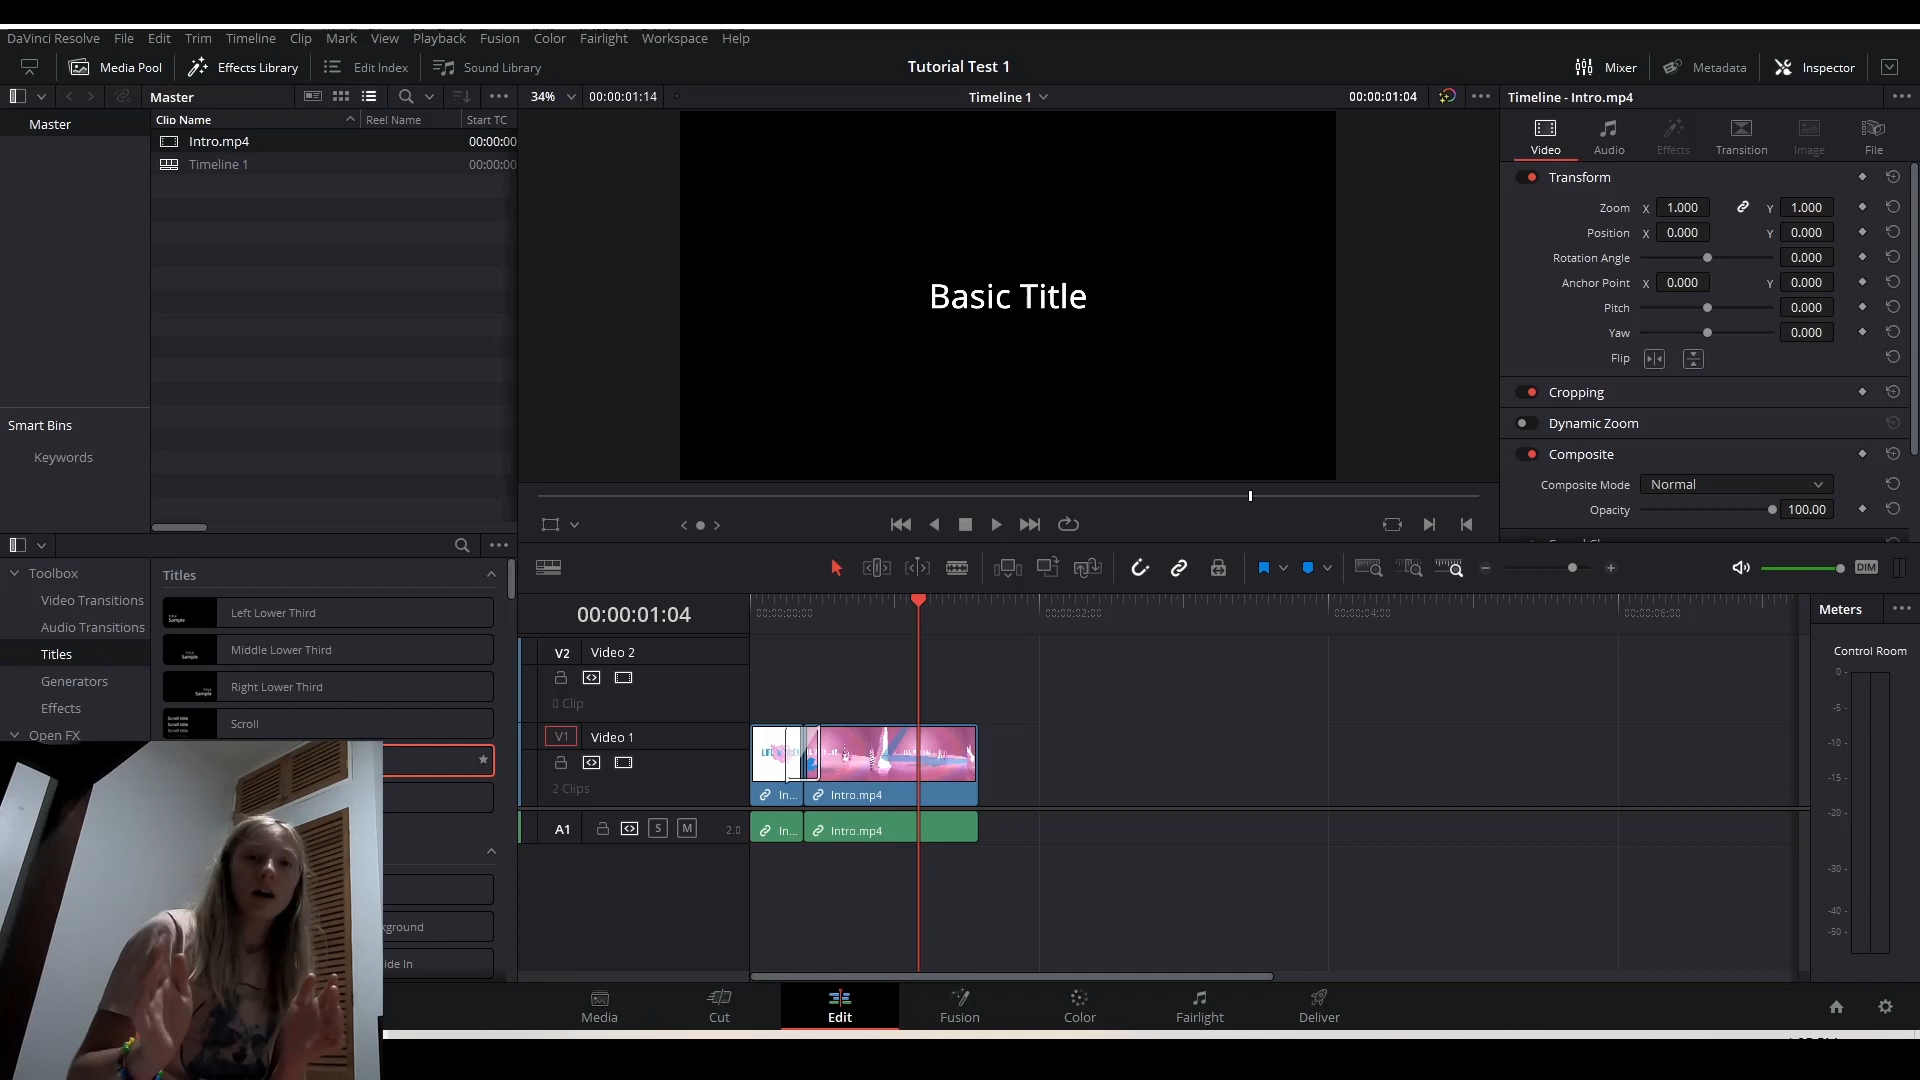 DaVinci Resolve File Edit Trim Timeline Clip Mark View Playback Fusion Color Fairlight Workspace Help
Media Pool Effects Library Edit Index Sound Library Tutorial Test 1 Mixer Metadata Inspector
Master 34% 00:00:01:14 Timeline 1 00:00:01:04 Timeline - Intro.mp4
Master
Clip Name Reel Name Start TC
Intro.mp4 00:00:00
Timeline 1 00:00:00
Smart Bins
Keywords
Basic Title
Video Audio Effects Transition Image File
Transform
Zoom X 1.000 Y 1.000
Position X 0.000 Y 0.000
Rotation Angle 0.000
Anchor Point X 0.000 Y 0.000
Pitch 0.000
Yaw 0.000
Flip
Cropping
Dynamic Zoom
Composite
Composite Mode Normal
Opacity 100.00
Toolbox
Video Transitions
Audio Transitions
Titles
Generators
Effects
Open FX
Titles
Left Lower Third
Middle Lower Third
Right Lower Third
Scroll
kground
ide In
DIM
00:00:01:04
00:00:00:00 00:00:02:00 00:00:04:00 00:00:06:00
V2 Video 2
0 Clip
V1 Video 1
2 Clips
In... Intro.mp4
A1 S M 2.0
In... Intro.mp4
Meters
Control Room
0
-5
-10
-15
-20
-30
-40
-50
Media Cut Edit Fusion Color Fairlight Deliver